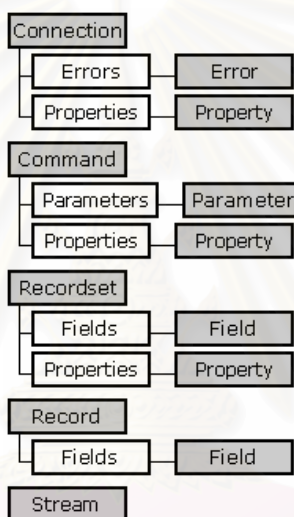 Connection
Errors Error
Properties Property
Command
Parameters Parameter
Properties Property
Recordset
Fields Field
Properties Property
Record
Fields Field
Stream